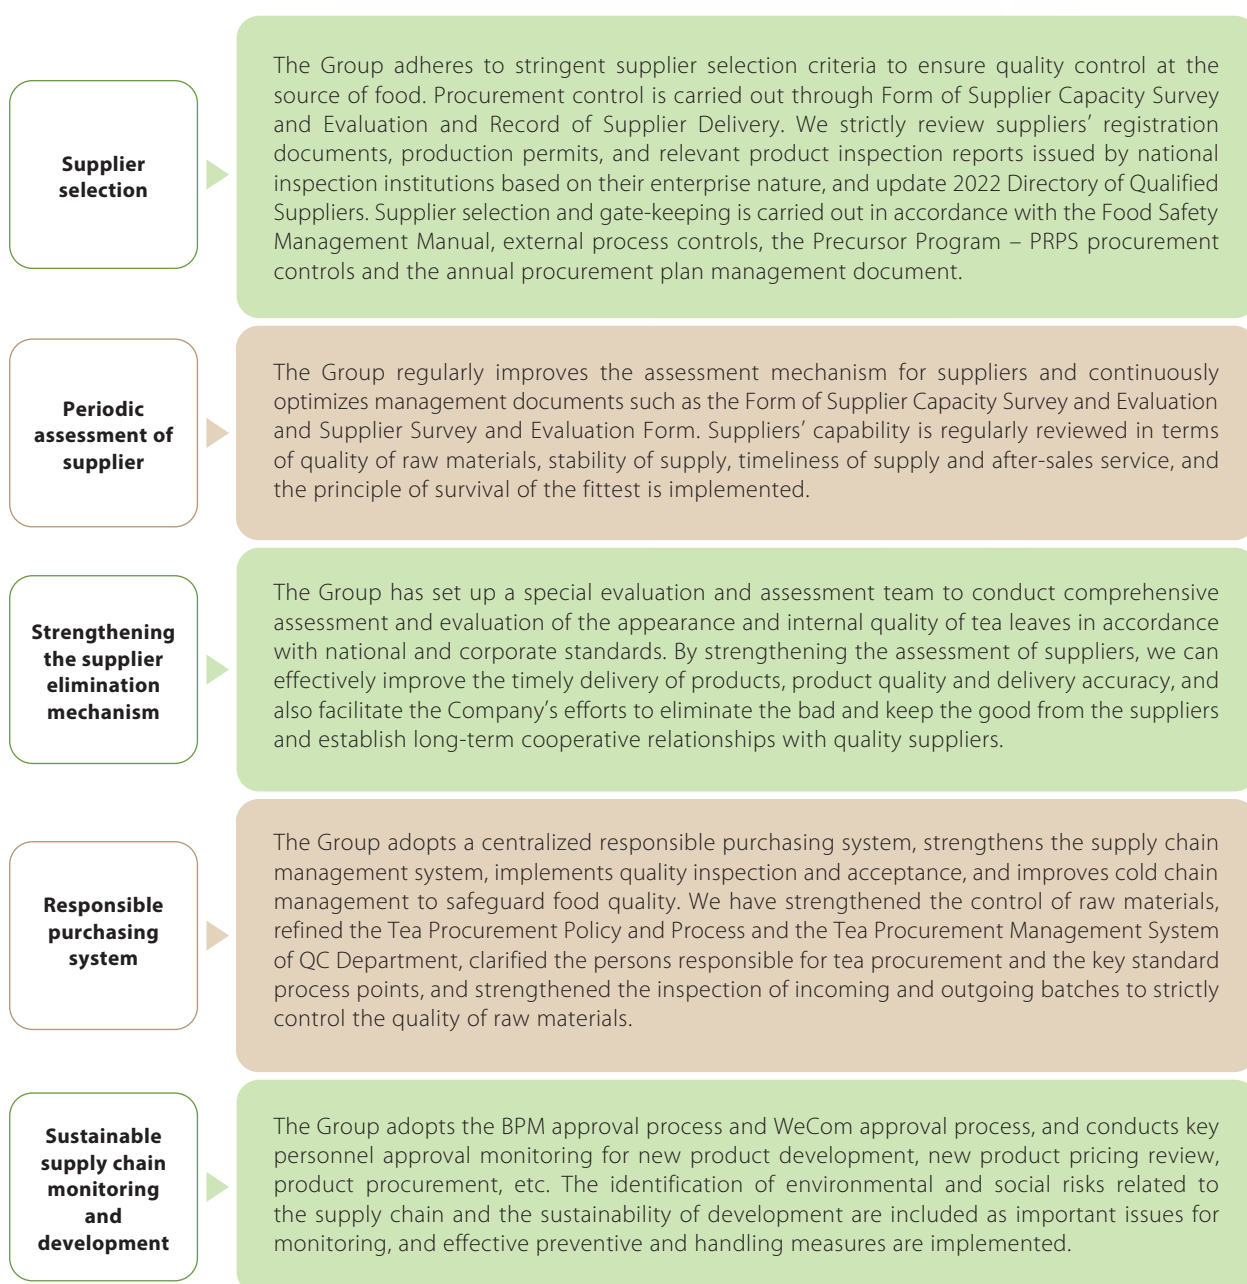 Supplier
selection
The Group adheres to stringent supplier selection criteria to ensure quality control at the
source of food. Procurement control is carried out through Form of Supplier Capacity Survey
and Evaluation and Record of Supplier Delivery. We strictly review suppliers’ registration
documents, production permits, and relevant product inspection reports issued by national
inspection institutions based on their enterprise nature, and update 2022 Directory of Qualified
Suppliers. Supplier selection and gate-keeping is carried out in accordance with the Food Safety
Management Manual, external process controls, the Precursor Program – PRPS procurement
controls and the annual procurement plan management document.
Periodic
assessment of
supplier
The Group regularly improves the assessment mechanism for suppliers and continuously
optimizes management documents such as the Form of Supplier Capacity Survey and Evaluation
and Supplier Survey and Evaluation Form. Suppliers’ capability is regularly reviewed in terms
of quality of raw materials, stability of supply, timeliness of supply and after-sales service, and
the principle of survival of the fittest is implemented.
Strengthening
the supplier
elimination
mechanism
The Group has set up a special evaluation and assessment team to conduct comprehensive
assessment and evaluation of the appearance and internal quality of tea leaves in accordance
with national and corporate standards. By strengthening the assessment of suppliers, we can
effectively improve the timely delivery of products, product quality and delivery accuracy, and
also facilitate the Company’s efforts to eliminate the bad and keep the good from the suppliers
and establish long-term cooperative relationships with quality suppliers.
Responsible
purchasing
system
The Group adopts a centralized responsible purchasing system, strengthens the supply chain
management system, implements quality inspection and acceptance, and improves cold chain
management to safeguard food quality. We have strengthened the control of raw materials,
refined the Tea Procurement Policy and Process and the Tea Procurement Management System
of QC Department, clarified the persons responsible for tea procurement and the key standard
process points, and strengthened the inspection of incoming and outgoing batches to strictly
control the quality of raw materials.
Sustainable
supply chain
monitoring
and
development
The Group adopts the BPM approval process and WeCom approval process, and conducts key
personnel approval monitoring for new product development, new product pricing review,
product procurement, etc. The identification of environmental and social risks related to
the supply chain and the sustainability of development are included as important issues for
monitoring, and effective preventive and handling measures are implemented.